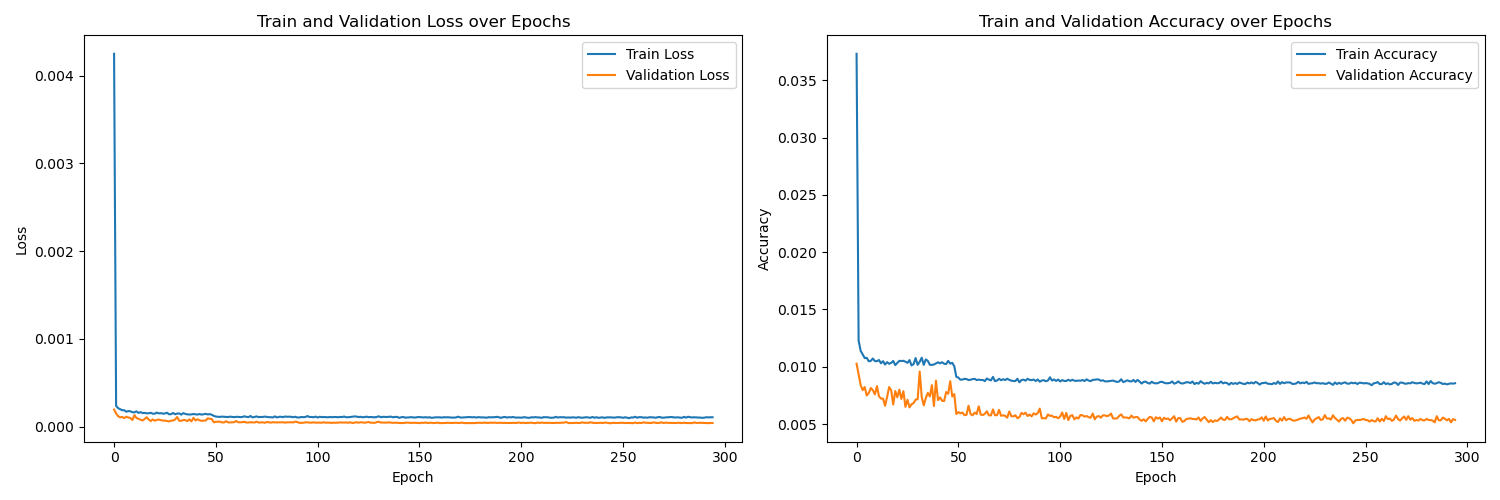 Train and Validation Loss over Epochs
Train Loss
Validation Loss
0.004
0.003
0.002
0.001
0.000
Loss
0 50 100 150 200 250 300
Epoch
Train and Validation Accuracy over Epochs
Train Accuracy
Validation Accuracy
0.035
0.030
0.025
0.020
0.015
0.010
0.005
Accuracy
0 50 100 150 200 250 300
Epoch